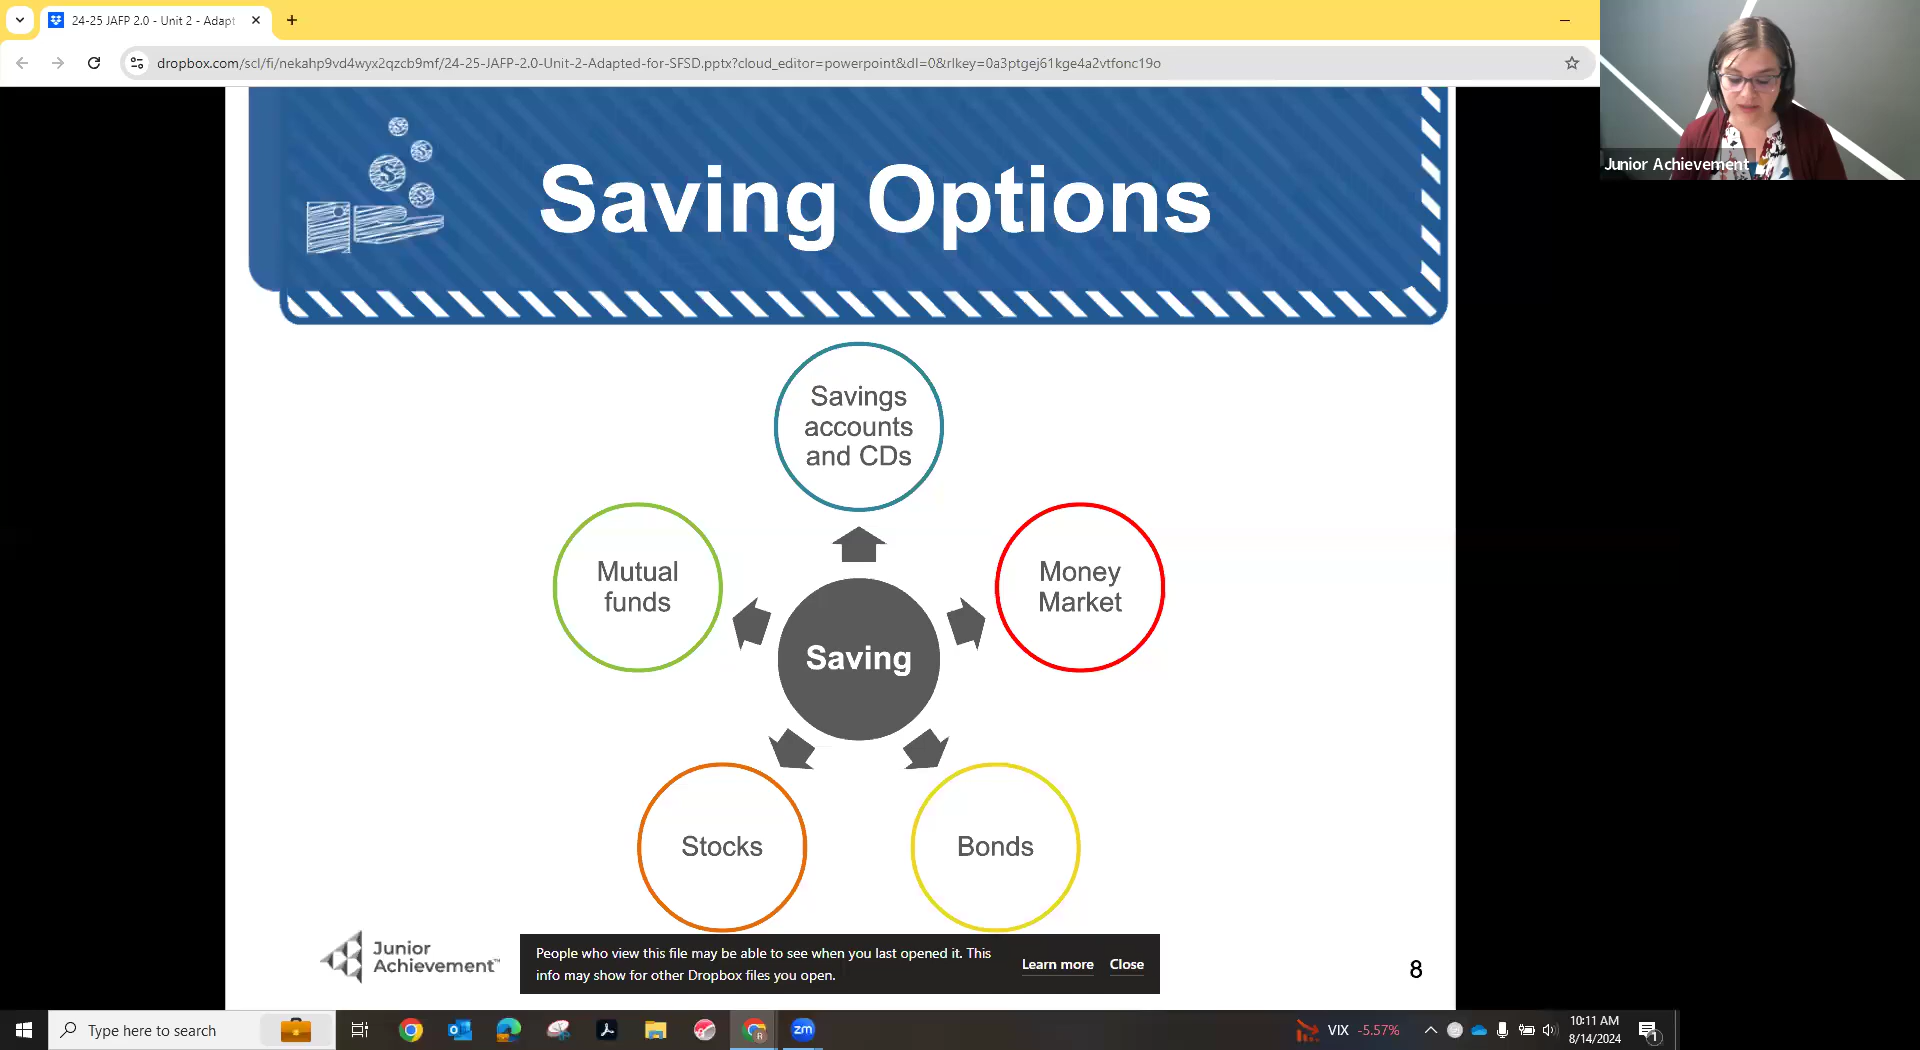 24-25 JAFP 2.0 - Unit 2 - Adapt
dropbox.com/scl/fi/nekahp9vd4wyx2qzcb9mf/24-25-JAFP-2.0-Unit-2-Adapted-for-SFSD.pptx?cloud_editor=powerpoint&dl=0&rlkey=0a3ptgej61kge4a2vtfonc19o
Junior Achievement
Saving Options
Savings
accounts
and CDs
Mutual
funds
Money
Market
Saving
Stocks
Bonds
Junior
Achievement™
People who view this file may be able to see when you last opened it. This
info may show for other Dropbox files you open.
Learn more
Close
8
Type here to search
zm
VIX -5.57%
10:11 AM
8/14/2024
1